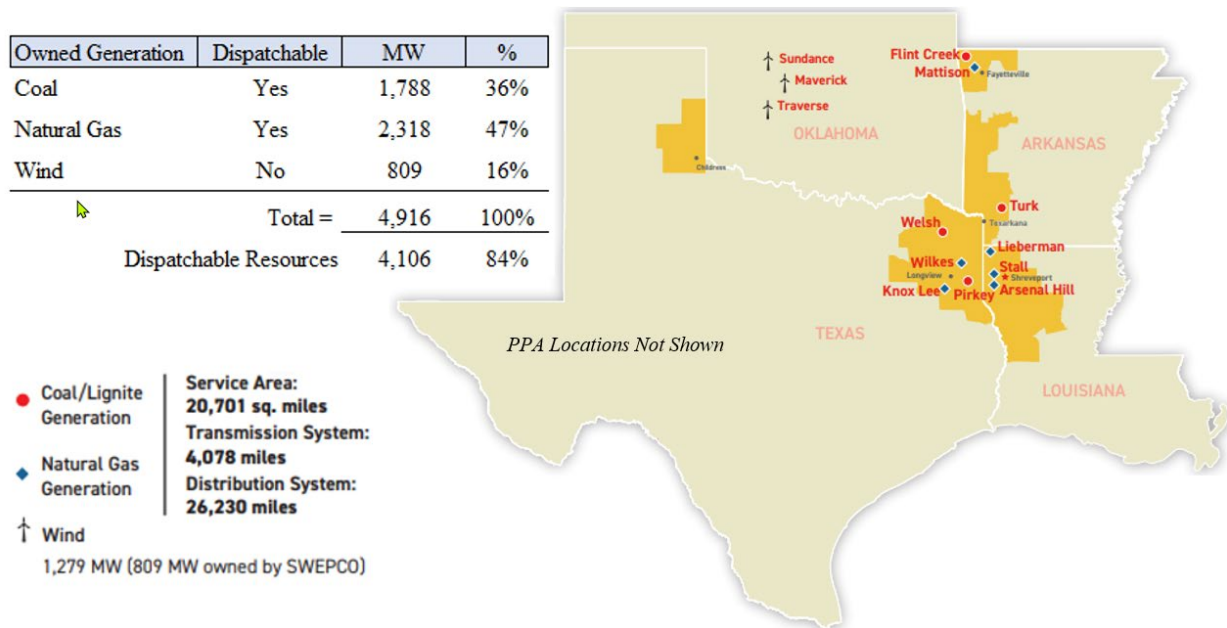 Owned Generation Dispatchable MW %
Coal Yes 1,788 36%
Natural Gas Yes 2,318 47%
Wind No 809 16%
Total = 4,916 100%
Dispatchable Resources 4,106 84%
Sundance
Maverick
Traverse
OKLAHOMA
Flint Creek
Mattison
Fayetteville
ARKANSAS
Childress
Turk
Texarkana
Welsh
Lieberman
Wilkes
Stall
Longview
Shreveport
Knox Lee
Pirkey
Arsenal Hill
PPA Locations Not Shown
TEXAS
LOUISIANA
Coal/Lignite
Generation
Natural Gas
Generation
Wind
1,279 MW (809 MW owned by SWEPCO)
Service Area:
20,701 sq. miles
Transmission System:
4,078 miles
Distribution System:
26,230 miles